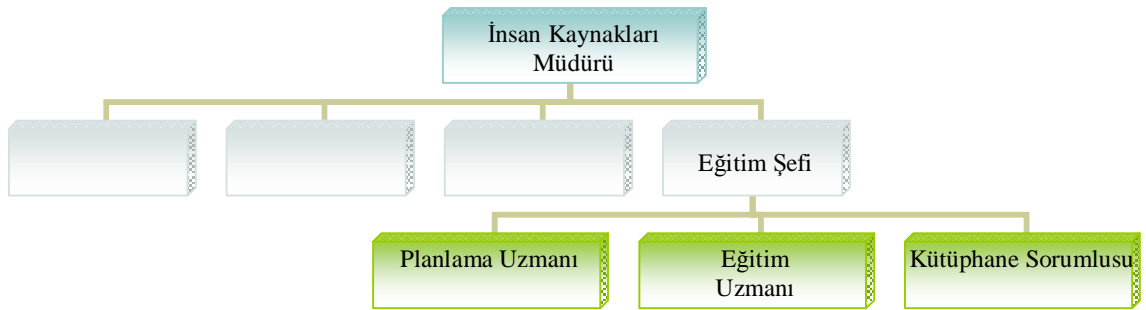 İnsan Kaynakları
Müdürü
Eğitim Şefi
Planlama Uzmanı
Eğitim
Uzmanı
Kütüphane Sorumlusu